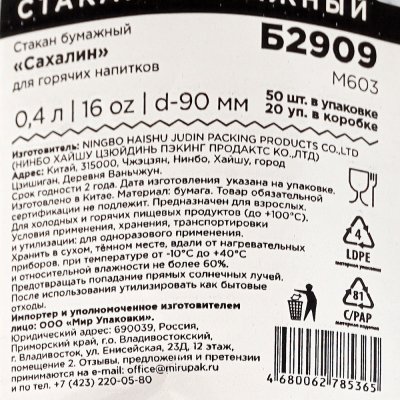 Стакан бумажный
«Сахалин»
для горячих напитков
Б2909
М603
0,4 л | 16 oz | d-90 мм
50 шт. в упаковке
20 уп. в коробке
Изготовитель: NINGBO HAISHU JUDIN PACKING PRODUCTS CO.,LTD
(НИНБО ХАЙШУ ЦЗЮЙДИНЬ ПЭКИНГ ПРОДАКТС КО.,ЛТД)
Адрес: Китай, 315000, Чжэцзян, Нинбо, Хайшу, город
Цзишиган, Деревня Ваньчжун.
Срок годности 2 года. Дата изготовления указана на упаковке.
Изготовлено в Китае. Материал: бумага. Товар обязательной
сертификации не подлежит. Предназначен для взрослых.
Для холодных и горячих пищевых продуктов (до +100°С).
Условия применения, хранения, транспортировки
и утилизации: для одноразового применения.
Хранить в сухом, тёмном месте, вдали от нагревательных
приборов, при температуре от -10°С до +40°С
и относительной влажности не более 60%.
Предотвращать попадание прямых солнечных лучей.
После использования утилизировать как бытовые
отходы.
Импортер и уполномоченное изготовителем
лицо: ООО «Мир Упаковки».
Юридический адрес: 690039, Россия,
Приморский край, г.о. Владивостокский,
г. Владивосток, ул. Енисейская, 23Д, 12 этаж,
помещение 2. Отзывы, предложения и претензии
принимаются на e-mail: office@mirupak.ru
и по тел. +7 (423) 220-05-80
4
LDPE
81
C/PAP
4 680062 785365